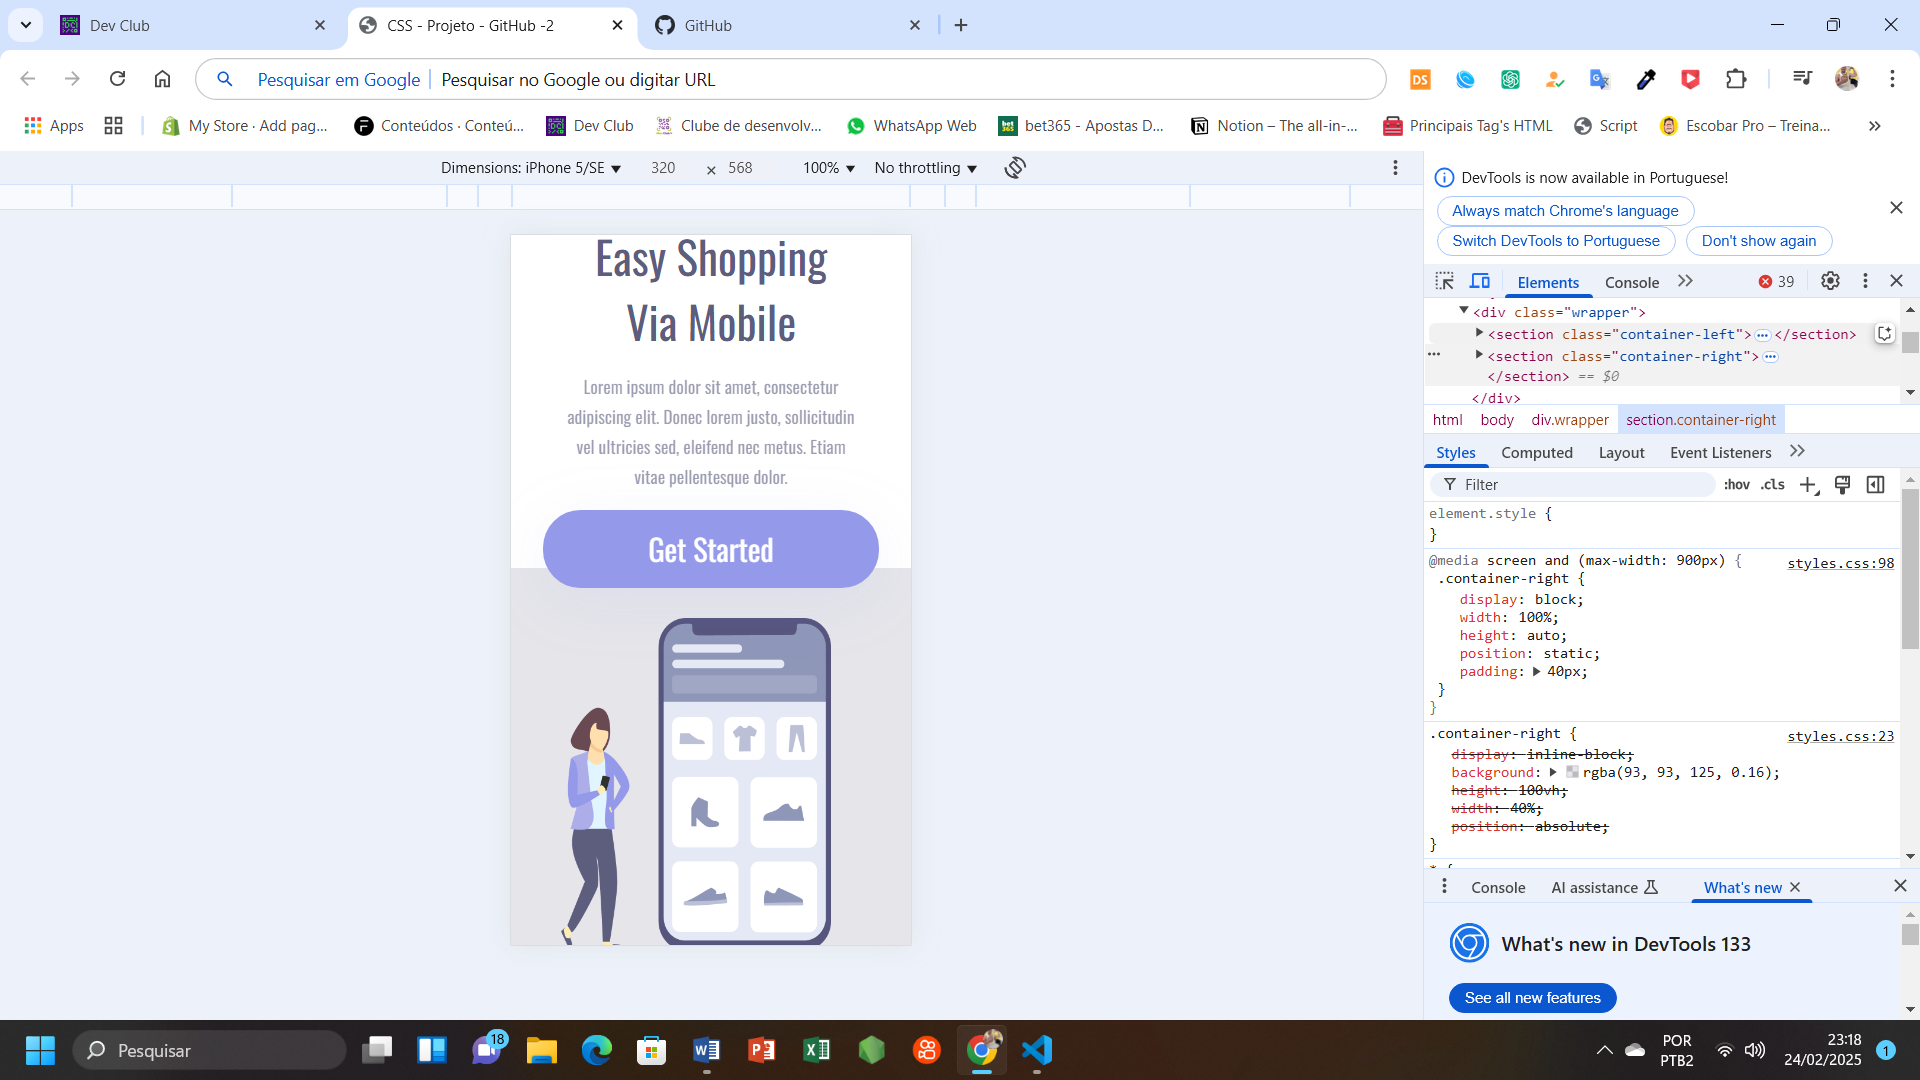 Dev Club
CSS - Projeto - GitHub -2
GitHub
Pesquisar em Google
Pesquisar no Google ou digitar URL
DS
Apps
My Store · Add pag...
Conteúdos · Conteú...
Dev Club
Clube de desenvolv...
WhatsApp Web
bet365 - Apostas D...
Notion – The all-in-...
Principais Tag's HTML
Script
Escobar Pro – Treina...
Dimensions: iPhone 5/SE
320
×
568
100%
No throttling
Easy Shopping
Via Mobile
Lorem ipsum dolor sit amet, consectetur
adipiscing elit. Donec lorem justo, sollicitudin
vel ultricies sed, eleifend nec metus. Etiam
vitae pellentesque dolor.
Get Started
DevTools is now available in Portuguese!
Always match Chrome's language
Switch DevTools to Portuguese
Don't show again
Elements
Console
39
<div class="wrapper">
<section class="container-left"> … </section>
<section class="container-right"> …
</section> == $0
</div>
html
body
div.wrapper
section.container-right
Styles
Computed
Layout
Event Listeners
Filter
:hov
.cls
element.style {
}
@media screen and (max-width: 900px) {
styles.css:98
.container-right {
display: block;
width: 100%;
height: auto;
position: static;
padding: 40px;
}
}
.container-right {
styles.css:23
display: inline-block;
background: rgba(93, 93, 125, 0.16);
height: 100vh;
width: 40%;
position: absolute;
}
* {
Console
AI assistance
What's new
What's new in DevTools 133
See all new features
Pesquisar
18
POR
PTB2
23:18
24/02/2025
1